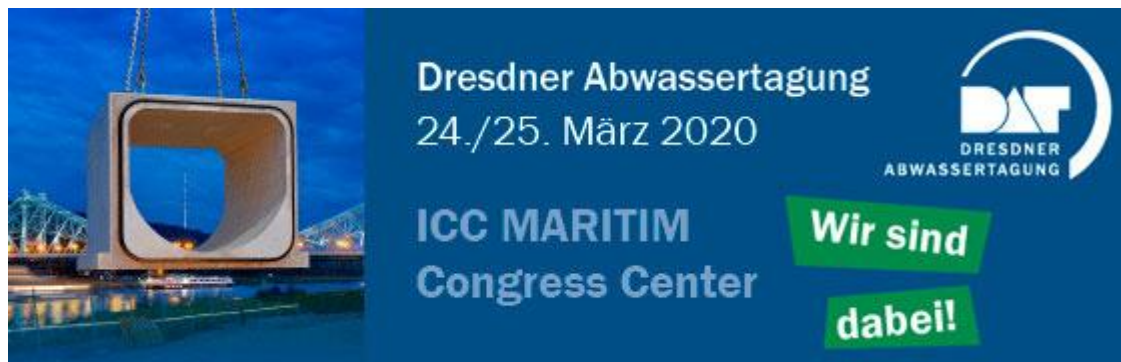 Dresdner Abwassertagung
24./25. März 2020
DAT
DRESDNER
ABWASSERTAGUNG
ICC MARITIM
Congress Center
Wir sind
dabei!